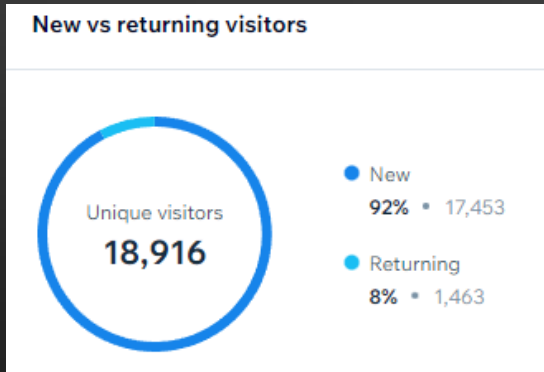 New vs returning visitors
Unique visitors
18,916
New
92% • 17,453
Returning
8% • 1,463